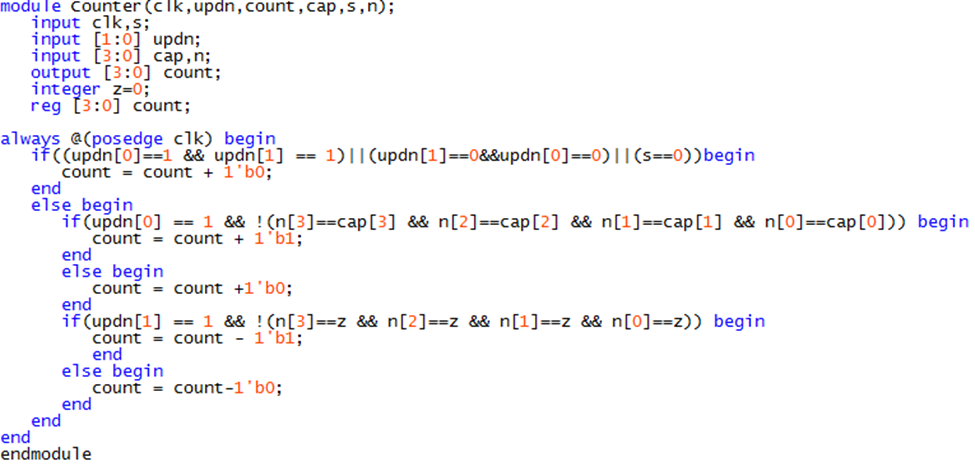 module Counter(clk,updn,count,cap,s,n);
input clk,s;
input [1:0] updn;
input [3:0] cap,n;
output [3:0] count;
integer z=0;
reg [3:0] count;
always @(posedge clk) begin
if((updn[0]==1 && updn[1] == 1)||(updn[1]==0&&updn[0]==0)||(s==0))begin
count = count + 1'b0;
end
else begin
if(updn[0] == 1 && !(n[3]==cap[3] && n[2]==cap[2] && n[1]==cap[1] && n[0]==cap[0])) begin
count = count + 1'b1;
end
else begin
count = count +1'b0;
end
if(updn[1] == 1 && !(n[3]==z && n[2]==z && n[1]==z && n[0]==z)) begin
count = count - 1'b1;
end
else begin
count = count-1'b0;
end
end
end
endmodule